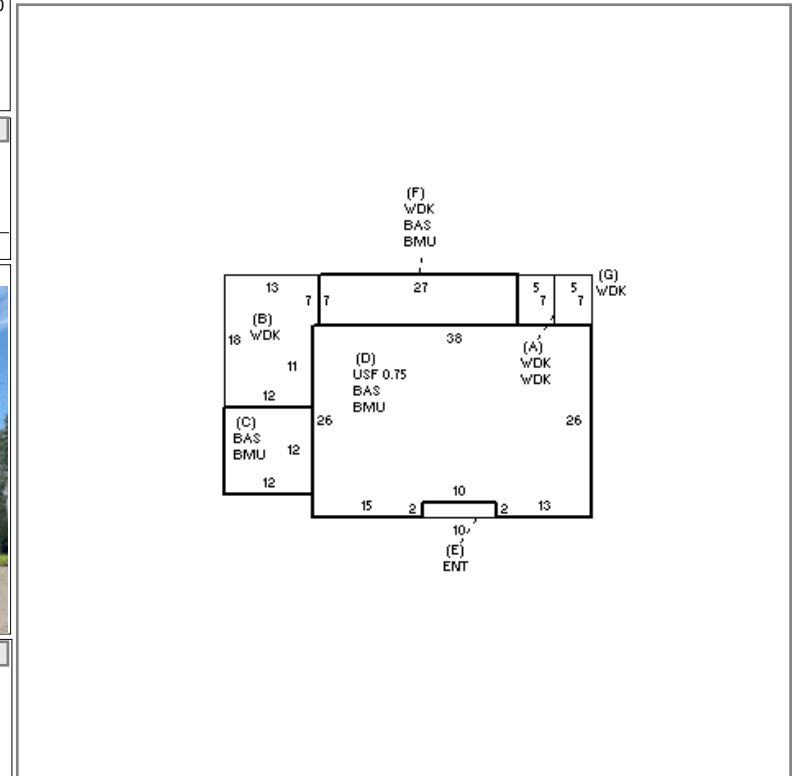 (F)
WDK
BAS
BMU
13
27
5
5
(G)
WDK
7
7
7
7
(B)
WDK
18
38
(A)
WDK
WDK
(D)
USF 0.75
BAS
BMU
11
12
(C)
BAS
BMU
12
26
26
12
10
15
2
2
13
10
(E)
ENT